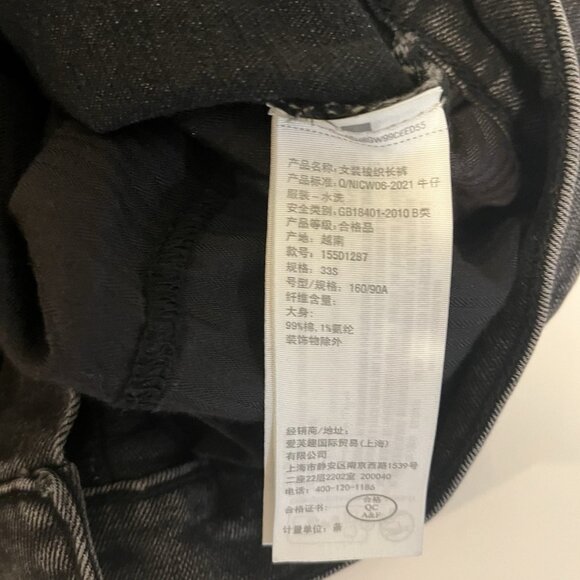 产品名称: 女装梭织长裤
产品标准: Q/NICW06-2021 牛仔
服装-水洗
安全类别: GB18401-2010 B类
产品等级: 合格品
产地: 越南
款号: 155D1287
规格: 33S
号型/规格: 160/90A
纤维含量:
大身:
99%棉,1%氨纶
装饰物除外
经销商/地址:
爱芙趣国际贸易(上海)
有限公司
上海市静安区南京西路1539号
二座22层2202室 200040
电话: 400-120-1186
合格证书:
合格
QC
A&F
计量单位: 条